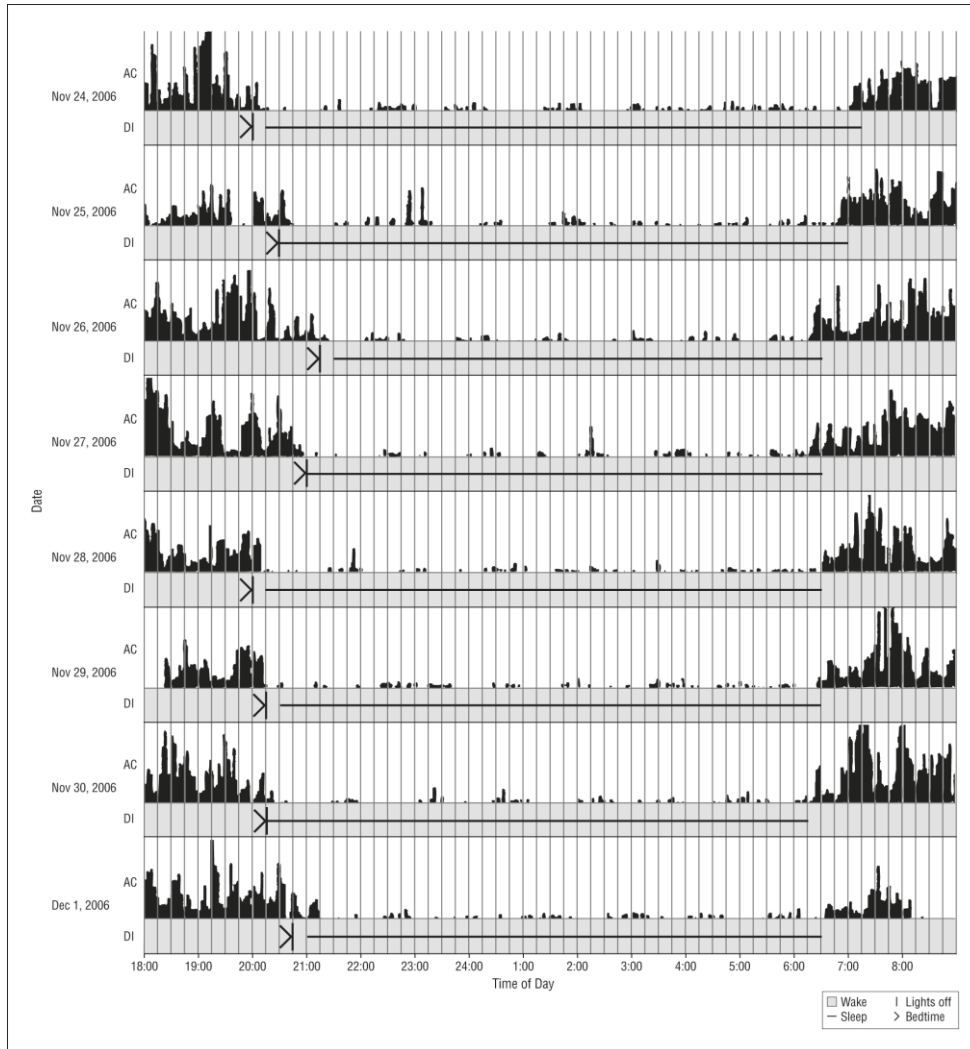 Date
AC
Nov 24, 2006
DI
AC
Nov 25, 2006
DI
AC
Nov 26, 2006
DI
AC
Nov 27, 2006
DI
AC
Nov 28, 2006
DI
AC
Nov 29, 2006
DI
AC
Nov 30, 2006
DI
AC
Dec 1, 2006
DI
18:00 19:00 20:00 21:00 22:00 23:00 24:00 1:00 2:00 3:00 4:00 5:00 6:00 7:00 8:00
Time of Day
Wake Lights off
Sleep Bedtime